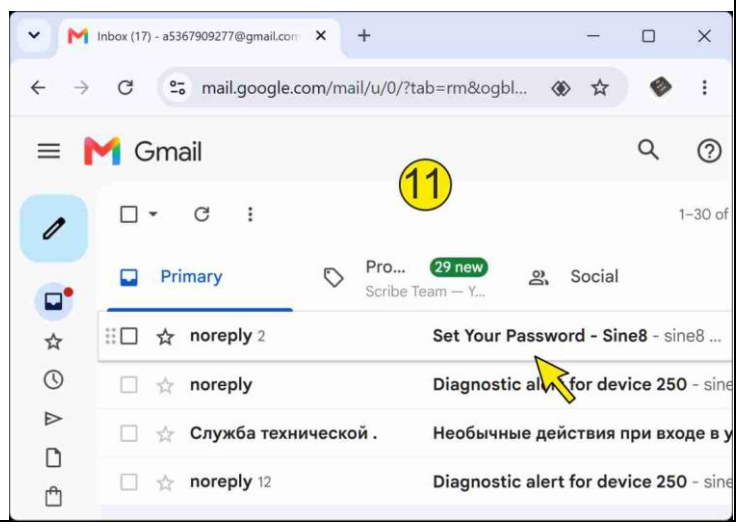 Inbox (17) - a5367909277@gmail.com
mail.google.com/mail/u/0/?tab=rm&ogbl...
Gmail
11
1–30 of
Primary
Pro... 29 new
Scribe Team — Y...
Social
noreply 2 Set Your Password - Sine8 - sine8 ...
noreply Diagnostic alert for device 250 - sine
Служба технической . Необычные действия при входе в у
noreply 12 Diagnostic alert for device 250 - sine